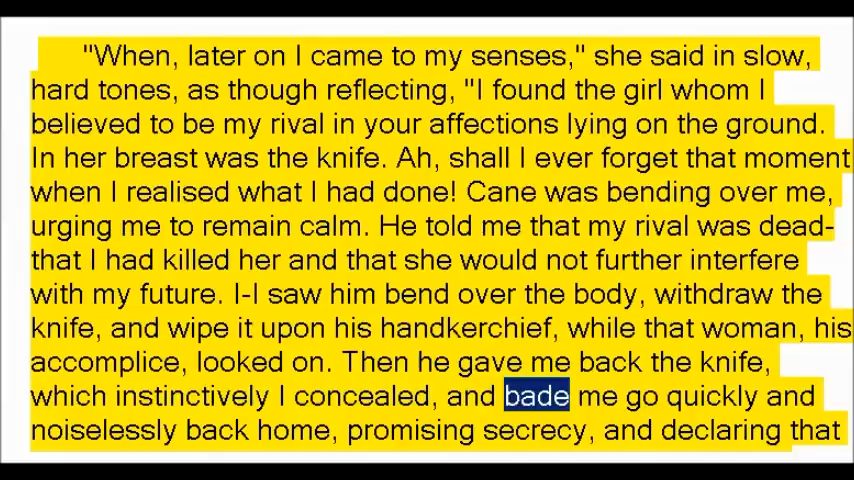 "When, later on I came to my senses," she said in slow,
hard tones, as though reflecting, "I found the girl whom I
believed to be my rival in your affections lying on the ground.
In her breast was the knife. Ah, shall I ever forget that moment
when I realised what I had done! Cane was bending over me,
urging me to remain calm. He told me that my rival was dead-
that I had killed her and that she would not further interfere
with my future. I-I saw him bend over the body, withdraw the
knife, and wipe it upon his handkerchief, while that woman, his
accomplice, looked on. Then he gave me back the knife,
which instinctively I concealed, and bade me go quickly and
noiselessly back home, promising secrecy, and declaring that